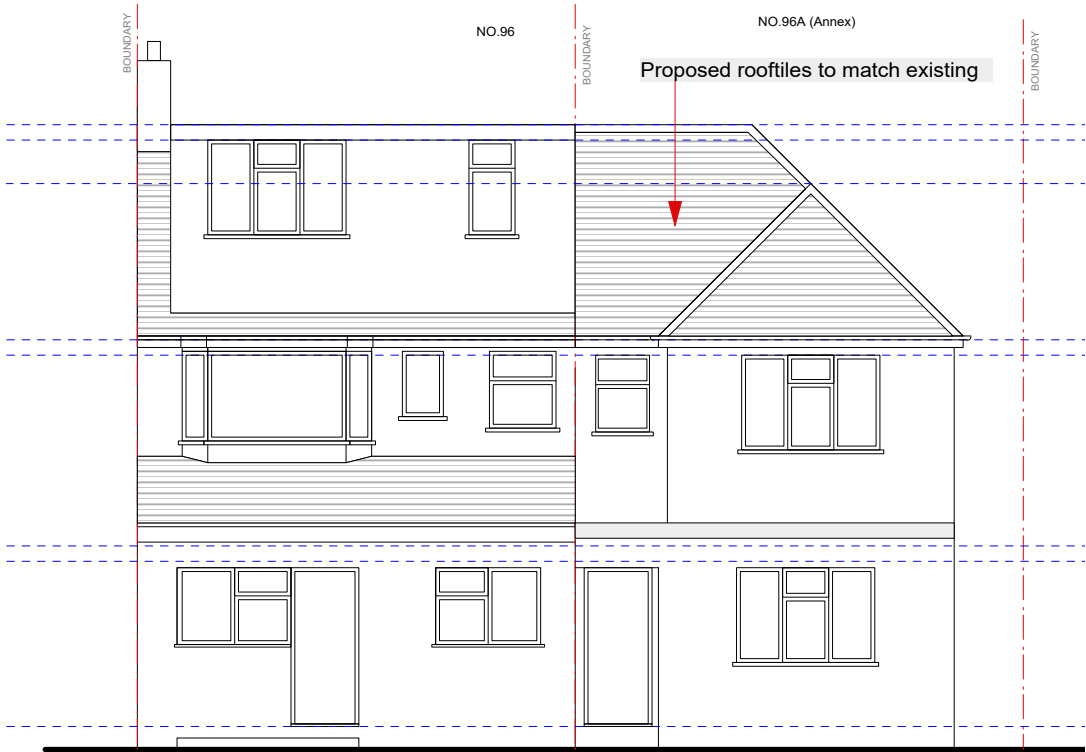 BOUNDARY
NO.96
BOUNDARY
NO.96A (Annex)
BOUNDARY
Proposed rooftiles to match existing